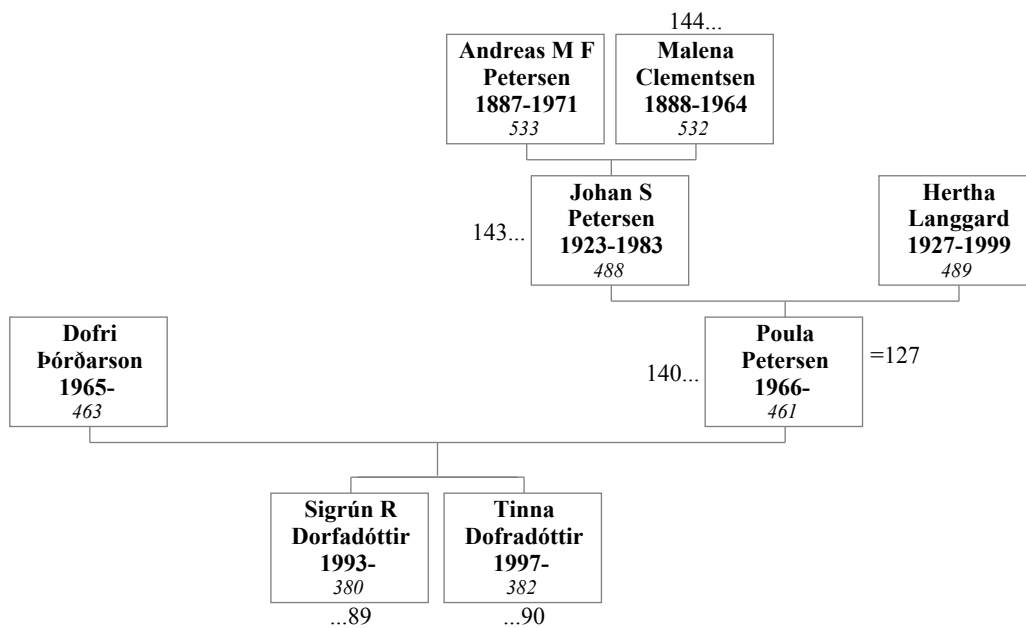 144...
Andreas M F
Petersen
1887-1971
533
Malena
Clementsen
1888-1964
532
143...
Johan S
Petersen
1923-1983
488
Hertha
Langgard
1927-1999
489
Dofri
Þórðarson
1965-
463
140...
Poula
Petersen
1966-
461
=127
Sigrún R
Dorfadóttir
1993-
380
...89
Tinna
Dofradóttir
1997-
382
...90